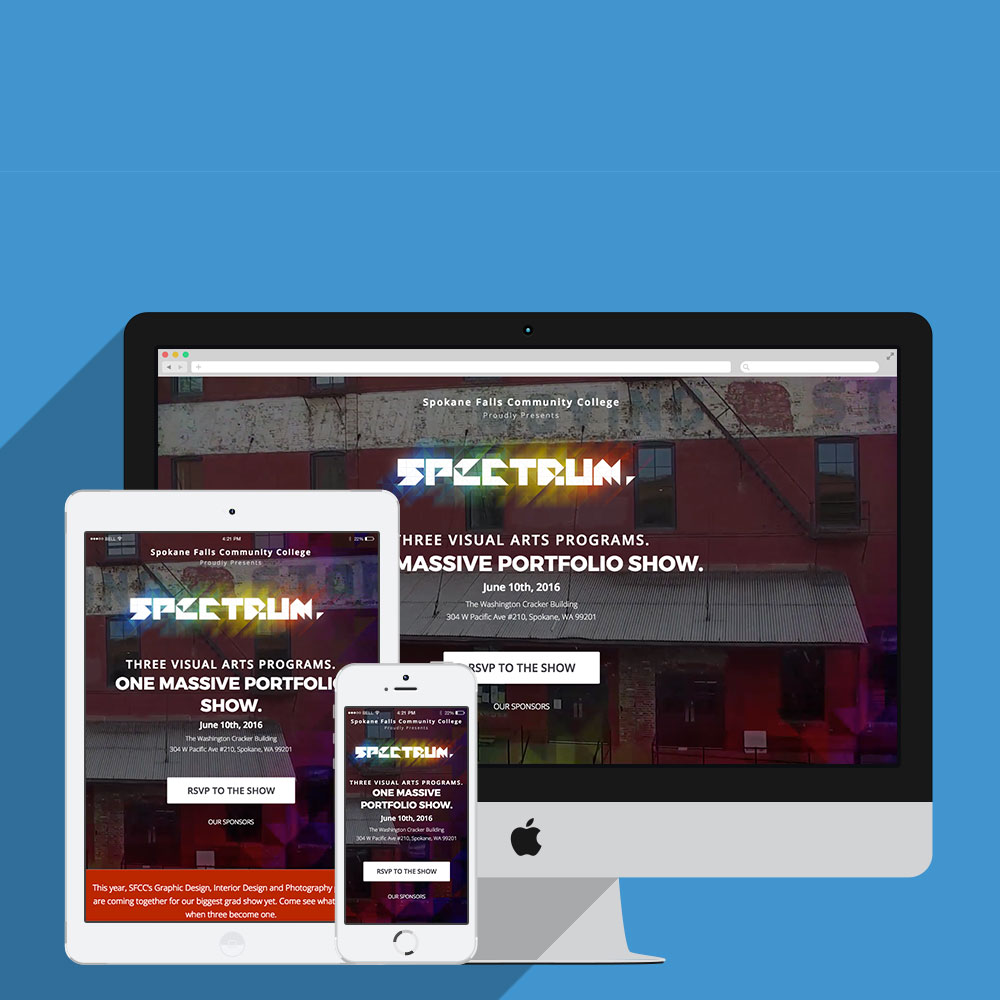 Spokane Falls Community College
Proudly Presents
SPECTRUM.
THREE VISUAL ARTS PROGRAMS.
MASSIVE PORTFOLIO SHOW.
June 10th, 2016
The Washington Cracker Building
304 W Pacific Ave #210, Spokane, WA 99201
RSVP TO THE SHOW
OUR SPONSORS
BELL 4:21 PM 22%
Spokane Falls Community College
Proudly Presents
SPECTRUM.
THREE VISUAL ARTS PROGRAMS.
ONE MASSIVE PORTFOLIO
SHOW.
June 10th, 2016
The Washington Cracker Building
304 W Pacific Ave #210, Spokane, WA 99201
RSVP TO THE SHOW
OUR SPONSORS
This year, SFCC's Graphic Design, Interior Design and Photography
are coming together for our biggest grad show yet. Come see what
when three become one.
BELL 4:21 PM 22%
Spokane Falls Community College
Proudly Presents
SPECTRUM.
THREE VISUAL ARTS PROGRAMS.
ONE MASSIVE
PORTFOLIO SHOW.
June 10th, 2016
The Washington Cracker Building
304 W Pacific Ave #210, Spokane, WA 99201
RSVP TO THE SHOW
OUR SPONSORS